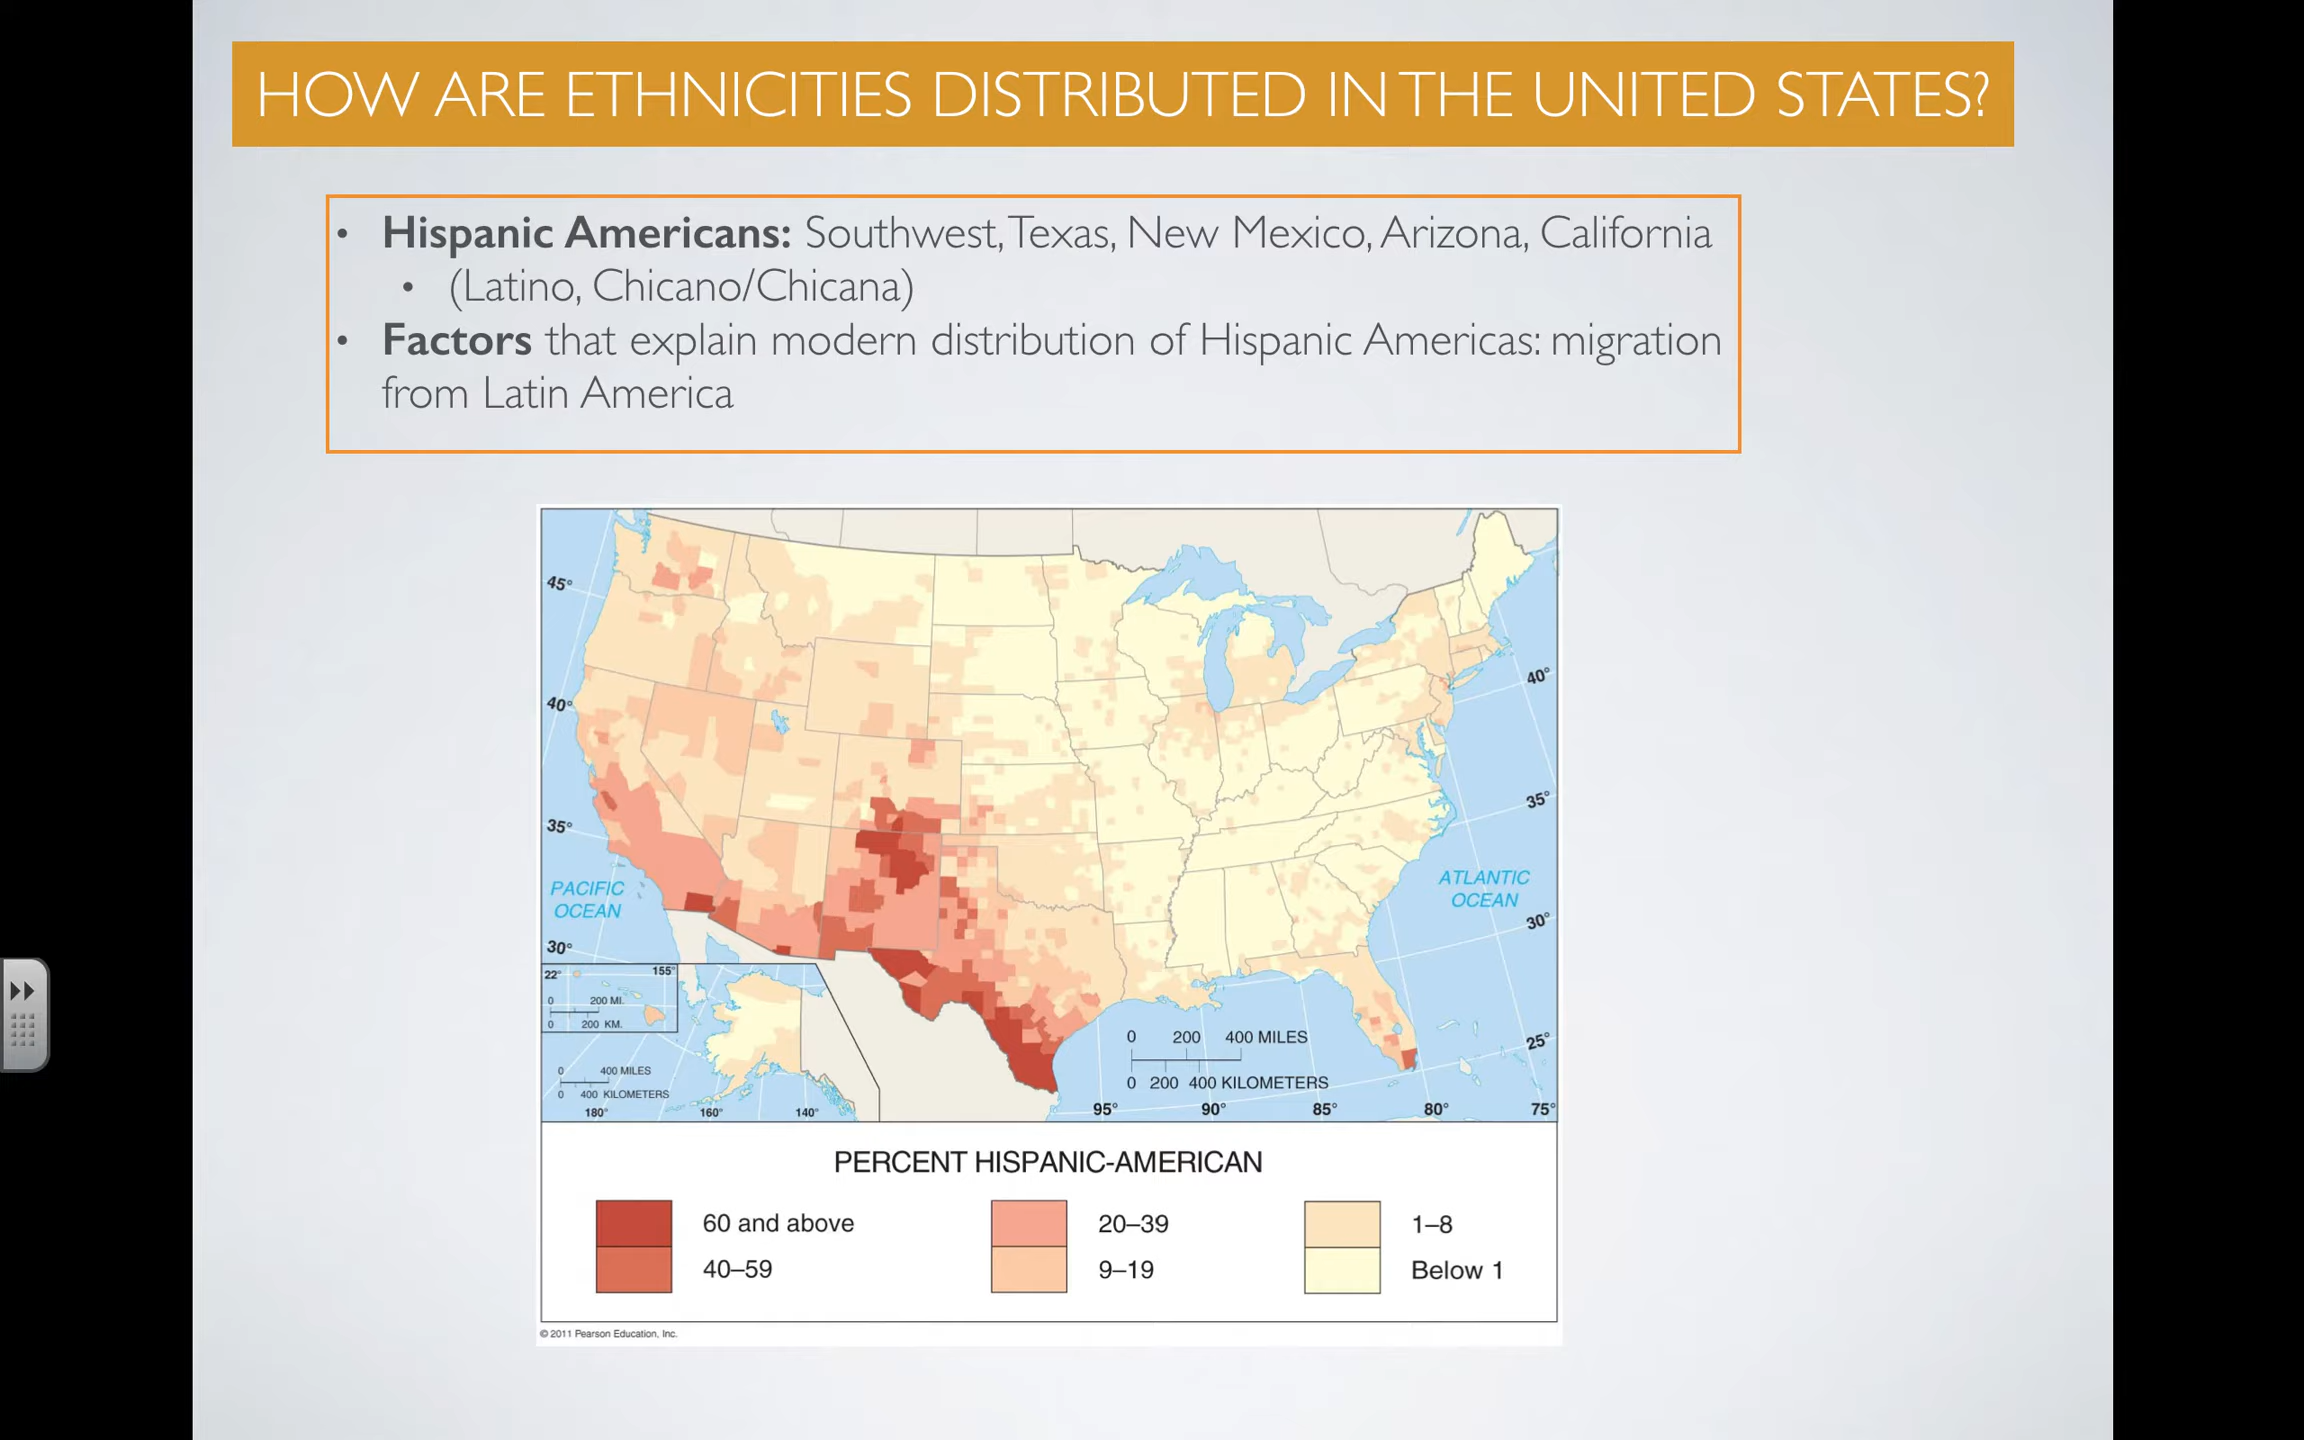 HOW ARE ETHNICITIES DISTRIBUTED IN THE UNITED STATES?
• Hispanic Americans: Southwest, Texas, New Mexico, Arizona, California
• (Latino, Chicano/Chicana)
• Factors that explain modern distribution of Hispanic Americas: migration
from Latin America
45°
40°
40°
35°
35°
PACIFIC
OCEAN
ATLANTIC
OCEAN
30°
30°
22°
155°
0 200 MI.
0 200 KM.
25°
0 200 400 MILES
0 200 400 KILOMETERS
0 400 MILES
0 400 KILOMETERS
180° 160° 140° 95° 90° 85° 80° 75°
PERCENT HISPANIC-AMERICAN
60 and above 20–39 1–8
40–59 9–19 Below 1
© 2011 Pearson Education, Inc.